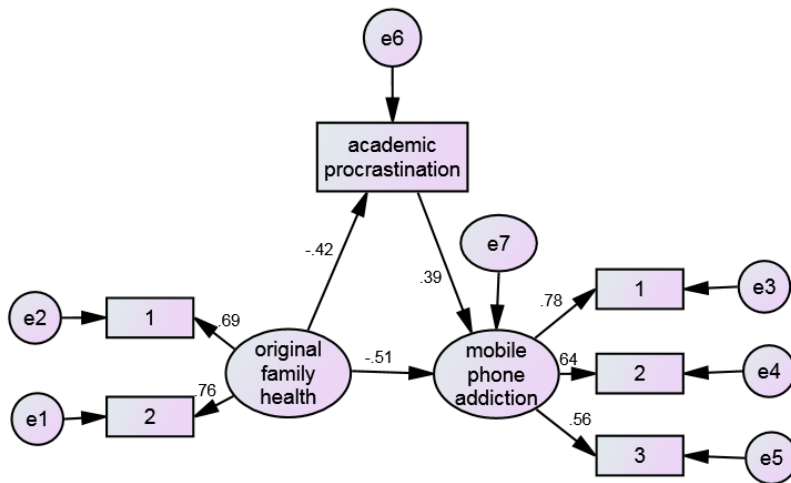 e6
academic
procrastination
-.42
.39
e7
e2
1
.69
original
family
health
-.51
mobile
phone
addiction
.78
1
e3
64
2
e4
e1
2
.76
.56
3
e5